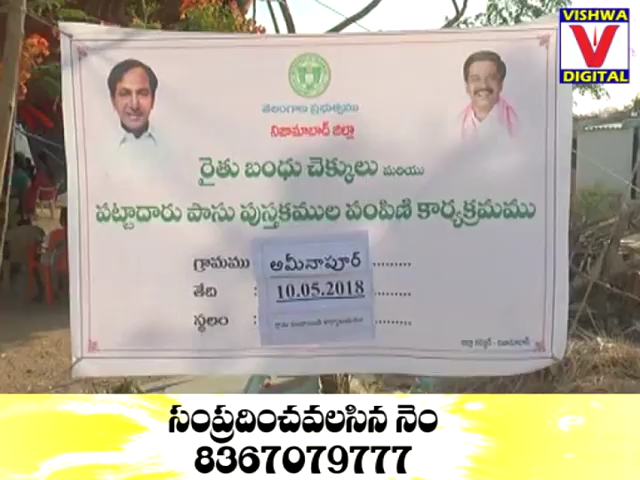 VISHWA
V
DIGITAL
తెలంగాణ ప్రభుత్వము
నిజామాబాద్ జిల్లా
రైతు బంధు చెక్కులు మరియు
పట్టాదారు పాసు పుస్తకముల పంపిణి కార్యక్రమము
గ్రామము అమీనాపూర్ .........
తేది : 10.05.2018 .........
స్థలం : .........
సంప్రదించవలసిన నెం
8367079777